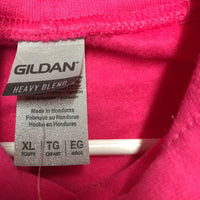 GILDAN
HEAVY BLEND
Made in Honduras
Fabriqué au Honduras
Hecho en Honduras
XL TG EG
YOUTH ENFANT NIÑOS